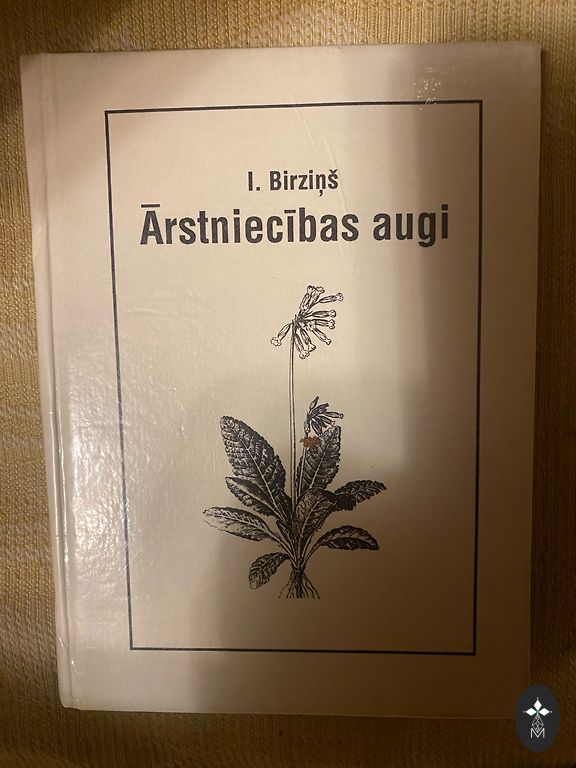 I. Birziņš
Ārstniecības augi
M